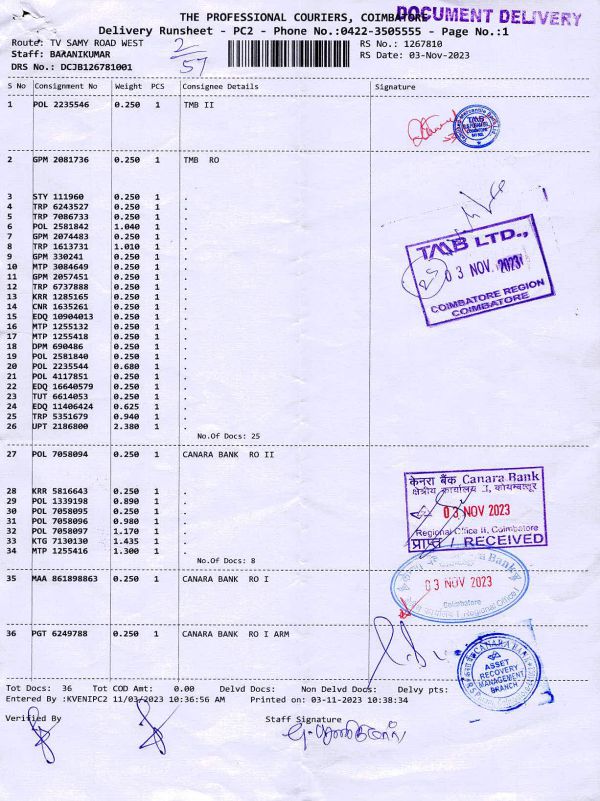 THE PROFESSIONAL COURIERS, COIMBATORE
DOCUMENT DELIVERY
Delivery Runsheet - PC2 - Phone No.:0422-3505555 - Page No.:1
Route: TV SAMY ROAD WEST
RS No.: 1267810
Staff: BARANIKUMAR
RS Date: 03-Nov-2023
DRS No.: DCJB126781001
2/57
S No Consignment No Weight PCS Consignee Details Signature
1 POL 2235546 0.250 1 TMB II
2 GPM 2081736 0.250 1 TMB RO
3 STY 111960 0.250 1 .
4 TRP 6243527 0.250 1 .
5 TRP 7086733 0.250 1 .
6 POL 2581842 1.040 1 .
7 GPM 2074483 0.250 1 .
8 TRP 1613731 1.010 1 .
9 GPM 330241 0.250 1 .
10 MTP 3084649 0.250 1 .
11 GPM 2057451 0.250 1 .
12 TRP 6737888 0.250 1 .
13 KRR 1285165 0.250 1 .
14 CNR 1635261 0.250 1 .
15 EDQ 10904013 0.250 1 .
16 MTP 1255132 0.250 1 .
17 MTP 1255418 0.250 1 .
18 DPM 690486 0.250 1 .
19 POL 2581840 0.250 1 .
20 POL 2235544 0.680 1 .
21 POL 4117851 0.250 1 .
22 EDQ 16640579 0.250 1 .
23 TUT 6614053 0.250 1 .
24 EDQ 11406424 0.625 1 .
25 TRP 5351679 0.940 1 .
26 UPT 2186800 2.380 1 .
No.Of Docs: 25
TMB LTD.,
03 NOV 2023
COIMBATORE REGION
COIMBATORE
27 POL 7058094 0.250 1 CANARA BANK RO II
28 KRR 5816643 0.250 1 .
29 POL 1339198 0.890 1 .
30 POL 7058095 0.250 1 .
31 POL 7058096 0.980 1 .
32 POL 7058097 1.170 1 .
33 KTG 7130130 1.435 1 .
34 MTP 1255416 1.300 1 .
No.Of Docs: 8
केनरा बैंक Canara Bank
क्षेत्रीय कार्यालय II, कोयम्बत्तूर
03 NOV 2023
Regional Office II, Coimbatore
प्राप्त / RECEIVED
35 MAA 861898863 0.250 1 CANARA BANK RO I
Bank
03 NOV 2023
Coimbatore
Regional Office I
36 PGT 6249788 0.250 1 CANARA BANK RO I ARM
CANARA BANK
ASSET
RECOVERY
MANAGEMENT
BRANCH
Tot Docs: 36 Tot COD Amt: 0.00 Delvd Docs: Non Delvd Docs: Delvy pts:
Entered By :KVENIPC2 11/03/2023 10:36:56 AM Printed on: 03-11-2023 10:38:34
Verified By Staff Signature